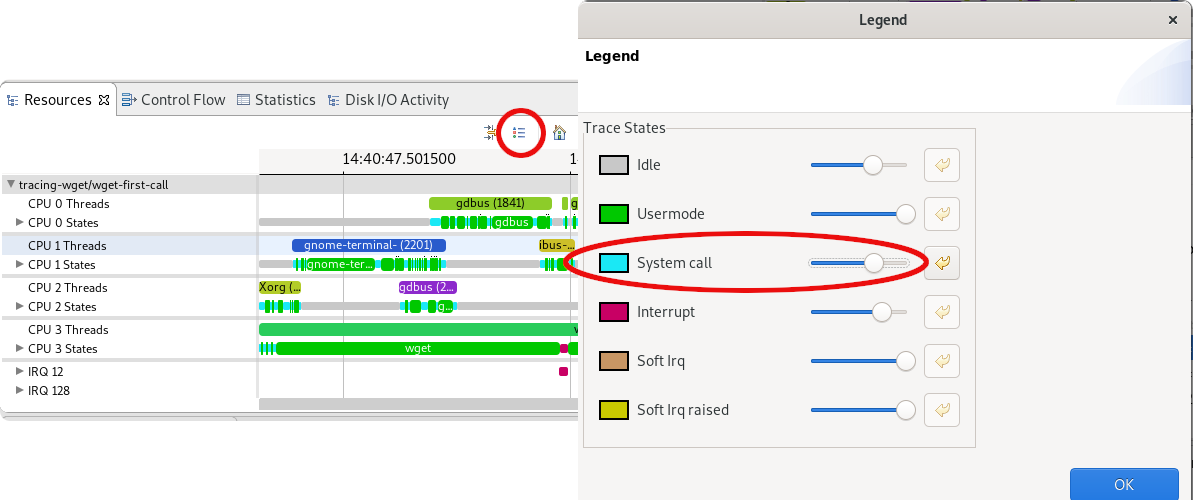 Legend
Legend
Resources
Control Flow
Statistics
Disk I/O Activity
14:40:47.501500
tracing-wget/wget-first-call
CPU 0 Threads
gdbus (1841)
CPU 0 States
gdbus
CPU 1 Threads
gnome-terminal- (2201)
ibus-...
CPU 1 States
gnome-ter...
CPU 2 Threads
Xorg (...
gdbus (2...
CPU 2 States
g...
CPU 3 Threads
CPU 3 States
wget
IRQ 12
IRQ 128
Trace States
Idle
Usermode
System call
Interrupt
Soft Irq
Soft Irq raised
OK